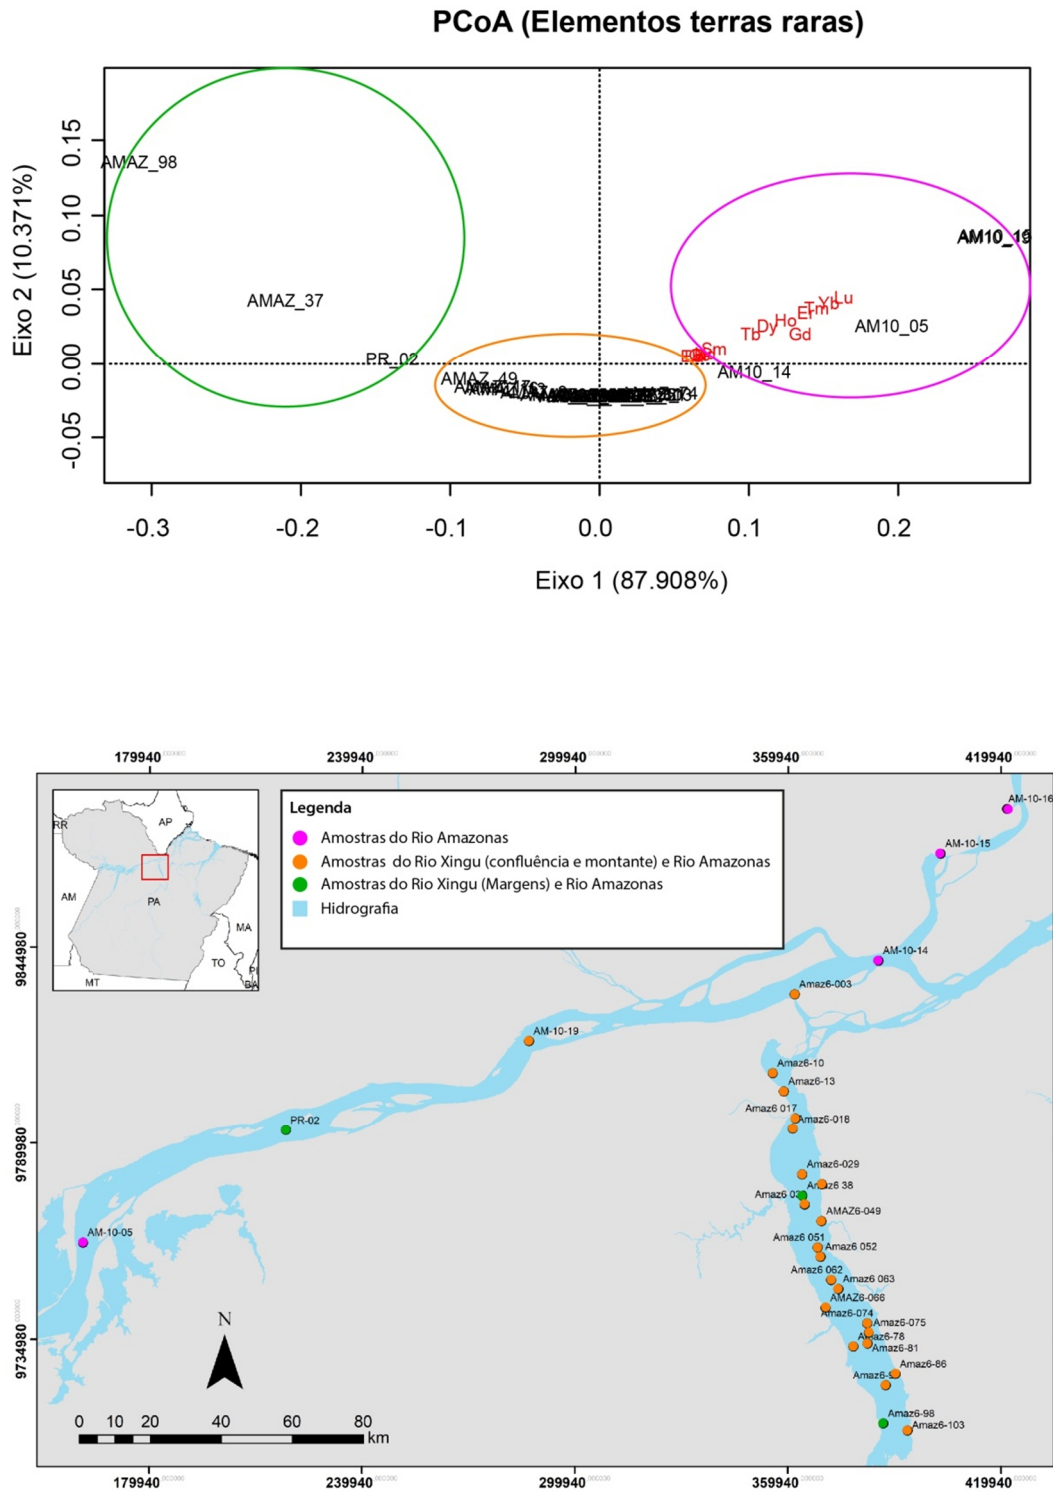 PCoA (Elementos terras raras)
Eixo 2 (10.371%)
0.15
0.10
0.05
0.00
-0.05
AMAZ_98
AMAZ_37
PR_02
AMAZ_49
AM10_05
AM10_14
Lu
Yb
Tm
Er
Ho
Dy
Tb
Gd
Sm
-0.3
-0.2
-0.1
0.0
0.1
0.2
Eixo 1 (87.908%)
179940
239940
299940
359940
419940
9844980
9789980
9734980
RR
AP
AM
PA
MA
TO
MT
Legenda
Amostras do Rio Amazonas
Amostras do Rio Xingu (confluência e montante) e Rio Amazonas
Amostras do Rio Xingu (Margens) e Rio Amazonas
Hidrografia
AM-10-16
AM-10-15
AM-10-14
Amaz6-003
AM-10-19
Amaz6-10
Amaz6-13
Amaz6 017
Amaz6-018
PR-02
Amaz6-029
Amaz6 38
AMAZ6-049
AM-10-05
Amaz6 051
Amaz6 052
Amaz6 062
Amaz6 063
AMAZ6-066
Amaz6-074
Amaz6-075
Amaz6-78
Amaz6-81
Amaz6-86
Amaz6-98
Amaz6-103
N
0 10 20 40 60 80
km
179940
239940
299940
359940
419940